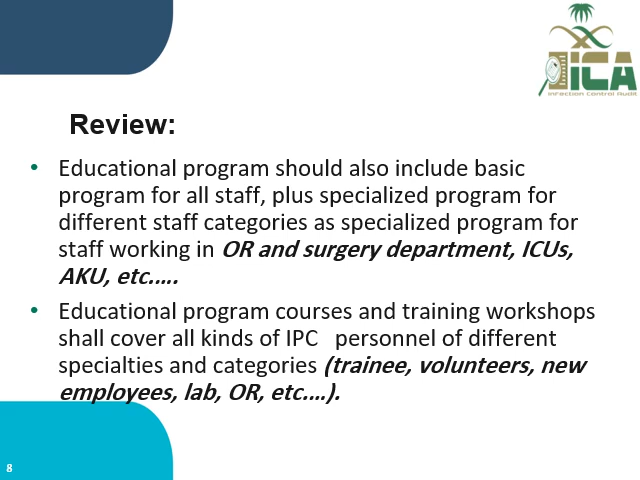 iCA
Infection Control Audit
Review:
• Educational program should also include basic
program for all staff, plus specialized program for
different staff categories as specialized program for
staff working in OR and surgery department, ICUs,
AKU, etc.….
• Educational program courses and training workshops
shall cover all kinds of IPC personnel of different
specialties and categories (trainee, volunteers, new
employees, lab, OR, etc.…).
8